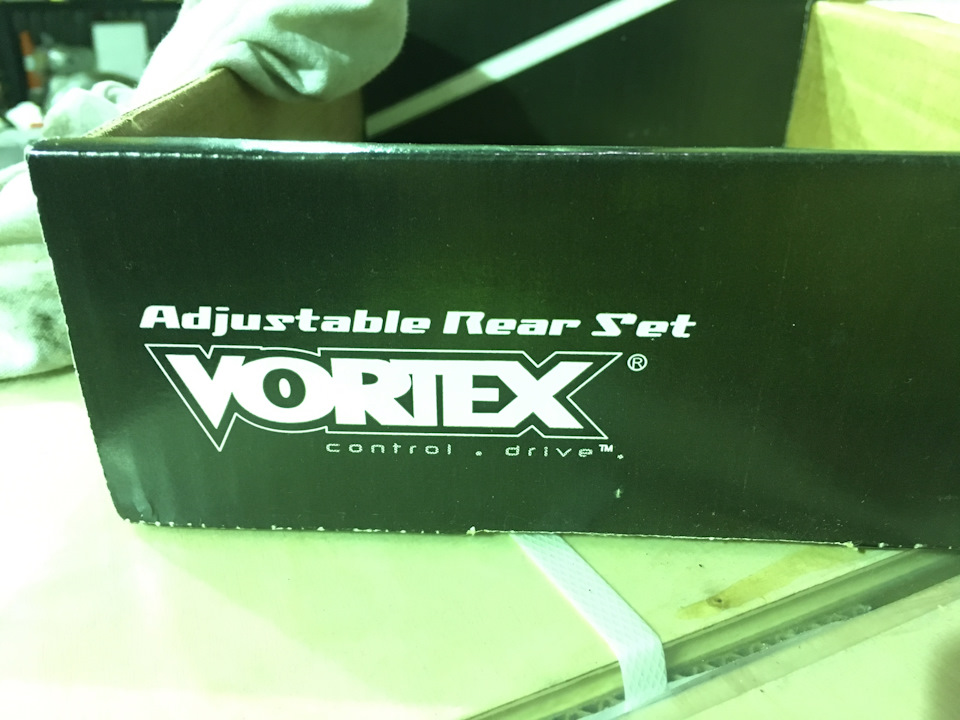 Adjustable Rear Set
VORTEX®
control . drive™.